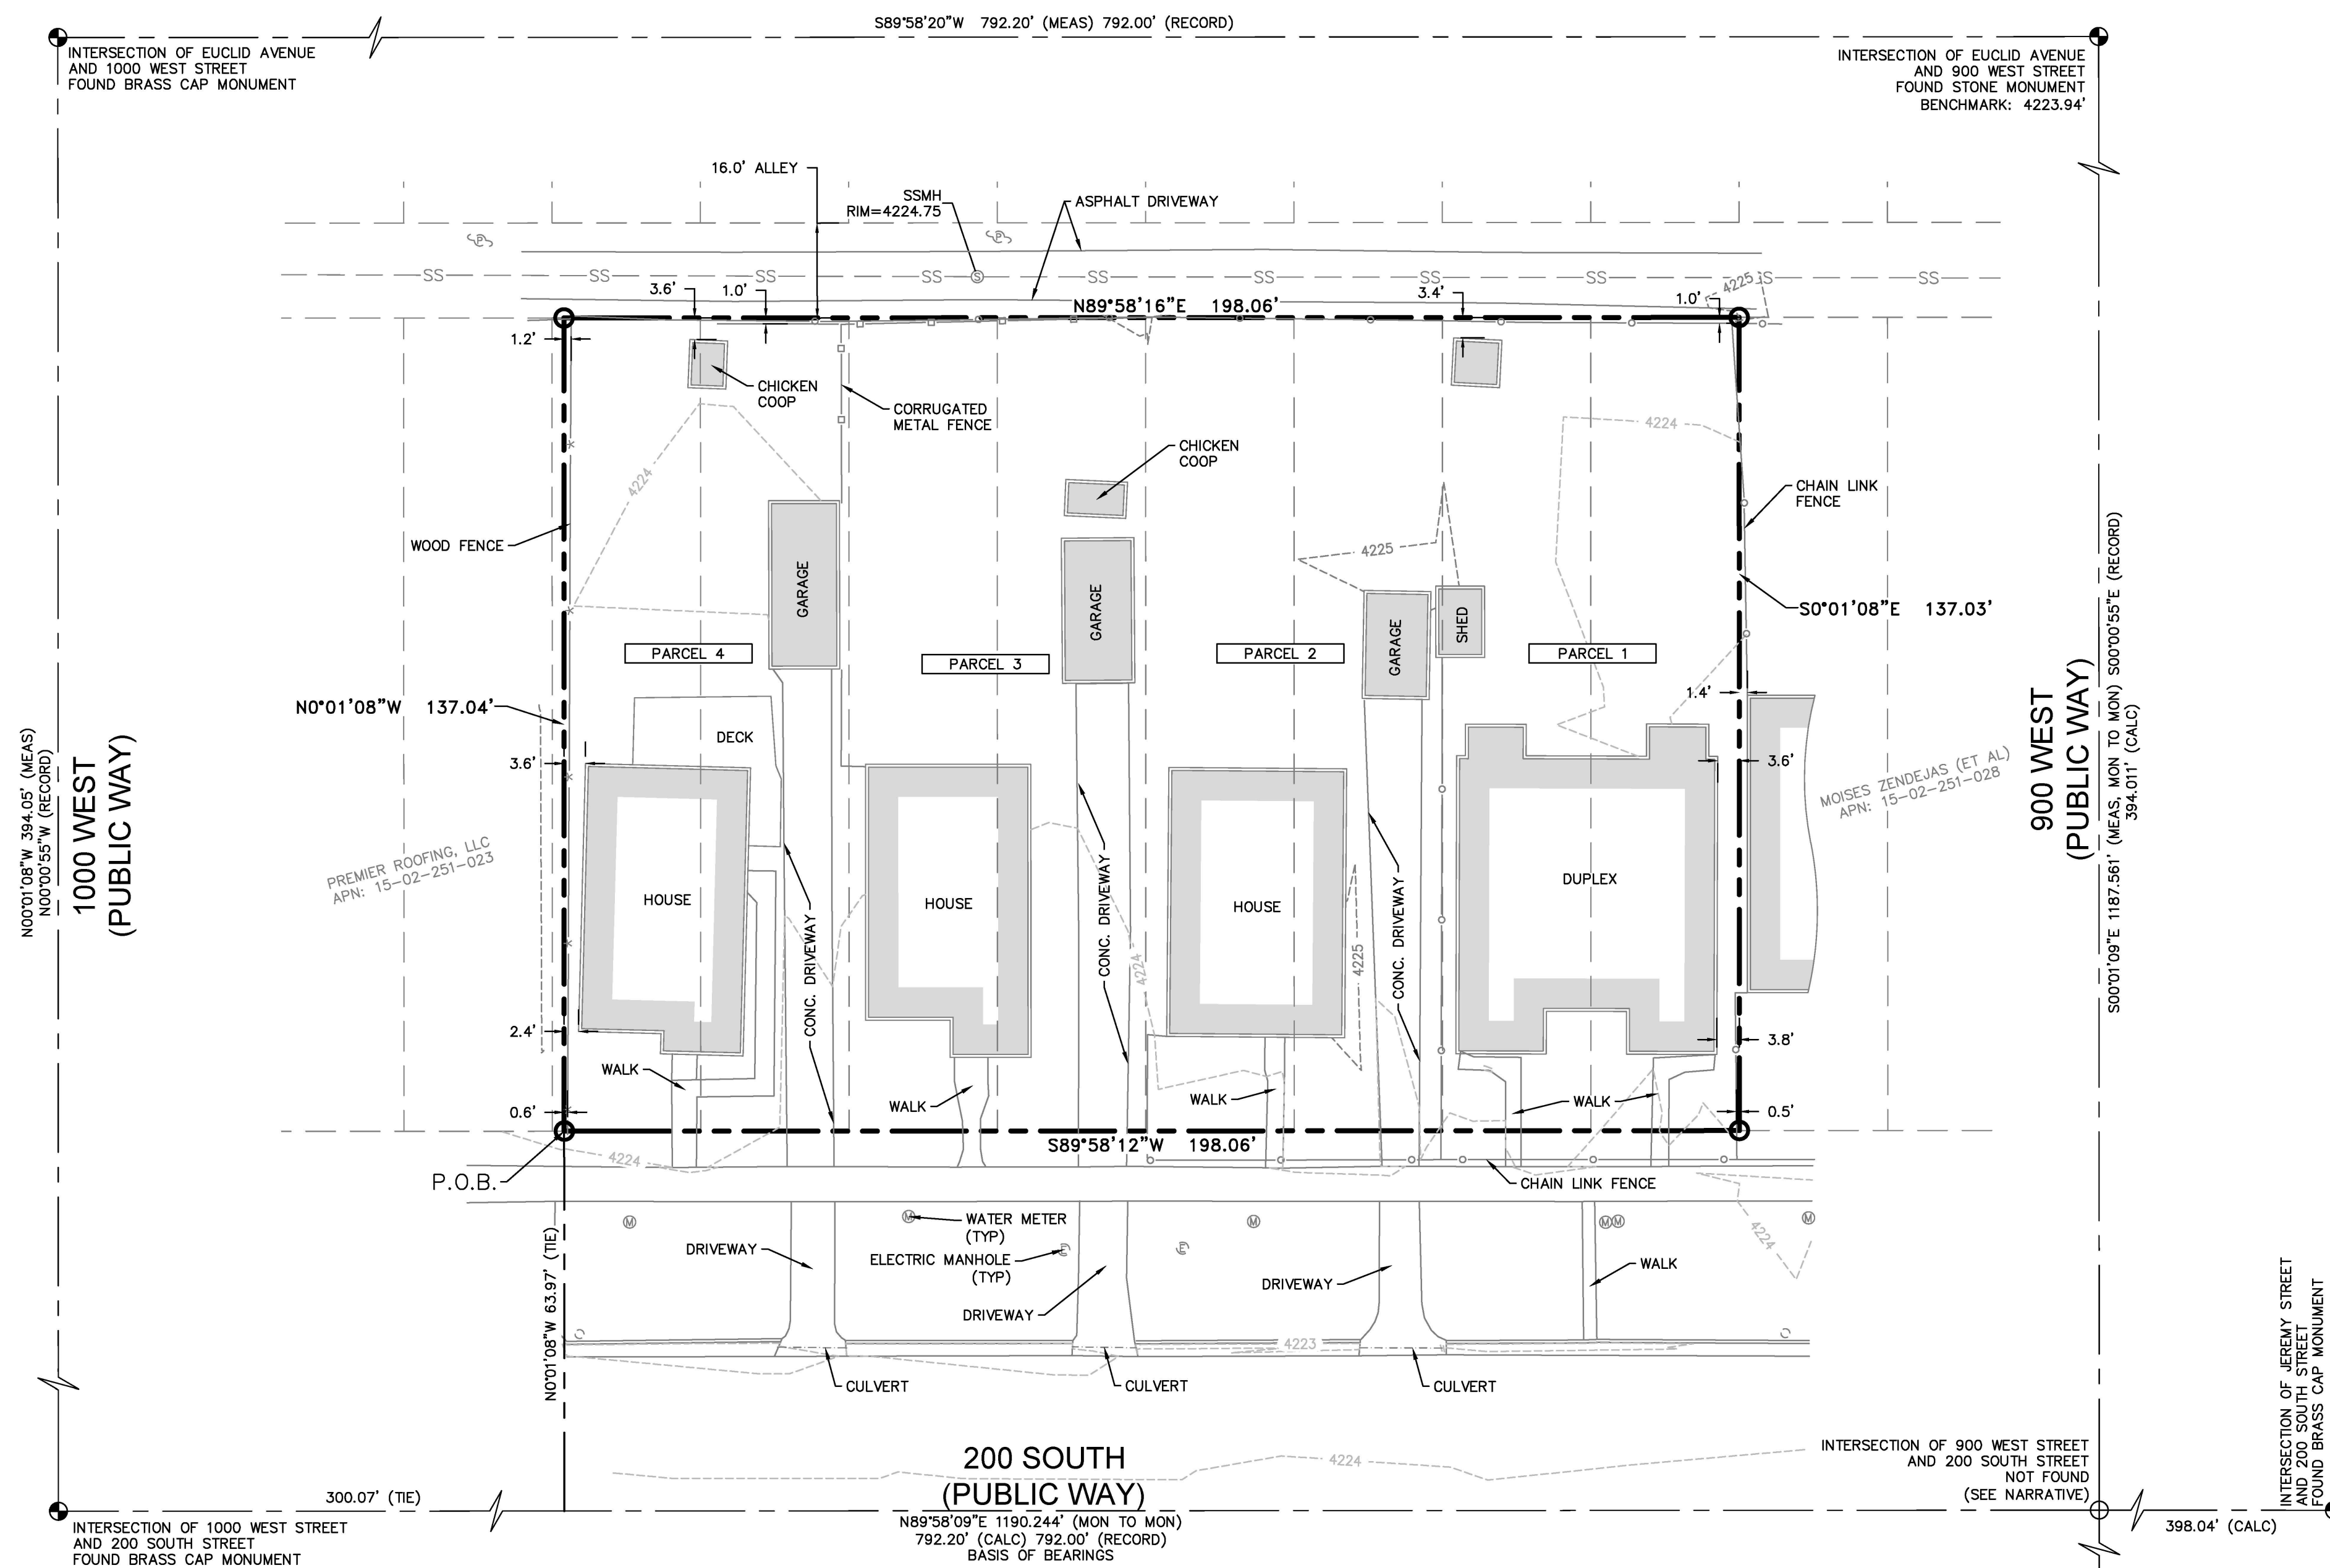 S89°58'20"W 792.20' (MEAS) 792.00' (RECORD)
INTERSECTION OF EUCLID AVENUE
AND 1000 WEST STREET
FOUND BRASS CAP MONUMENT
INTERSECTION OF EUCLID AVENUE
AND 900 WEST STREET
FOUND STONE MONUMENT
BENCHMARK: 4223.94'
16.0' ALLEY
SSMH
RIM=4224.75
ASPHALT DRIVEWAY
P
P
SS
SS
SS
SS
S
SS
SS
SS
SS
SS
SS
4225
3.6'
1.0'
N89°58'16"E 198.06'
3.4'
1.0'
1.2'
CHICKEN
COOP
CORRUGATED
METAL FENCE
CHICKEN
COOP
4224
4224
CHAIN LINK
FENCE
WOOD FENCE
4225
GARAGE
GARAGE
GARAGE
SHED
S0°01'08"E 137.03'
PARCEL 4
PARCEL 3
PARCEL 2
PARCEL 1
N0°01'08"W 137.04'
1.4'
DECK
3.6'
3.6'
N00°01'08"W 394.05' (MEAS)
N00°00'55"W (RECORD)
1000 WEST
(PUBLIC WAY)
900 WEST
(PUBLIC WAY)
S00°01'09"E 1187.561' (MEAS, MON TO MON) S00°00'55"E (RECORD)
394.011' (CALC)
MOISES ZENDEJAS (ET AL)
APN: 15-02-251-028
PREMIER ROOFING, LLC
APN: 15-02-251-023
HOUSE
HOUSE
HOUSE
DUPLEX
CONC. DRIVEWAY
CONC. DRIVEWAY
CONC. DRIVEWAY
4224
4225
2.4'
3.8'
WALK
WALK
WALK
WALK
0.6'
0.5'
S89°58'12"W 198.06'
4224
P.O.B.
CHAIN LINK FENCE
M
M
M
MM
M
WATER METER
(TYP)
ELECTRIC MANHOLE
(TYP)
E
E
DRIVEWAY
DRIVEWAY
DRIVEWAY
WALK
4224
N0°01'08"W 63.97' (TIE)
4223
CULVERT
CULVERT
CULVERT
200 SOUTH
(PUBLIC WAY)
4224
N89°58'09"E 1190.244' (MON TO MON)
792.20' (CALC) 792.00' (RECORD)
BASIS OF BEARINGS
300.07' (TIE)
INTERSECTION OF 1000 WEST STREET
AND 200 SOUTH STREET
FOUND BRASS CAP MONUMENT
INTERSECTION OF 900 WEST STREET
AND 200 SOUTH STREET
NOT FOUND
(SEE NARRATIVE)
INTERSECTION OF JEREMY STREET
AND 200 SOUTH STREET
FOUND BRASS CAP MONUMENT
398.04' (CALC)